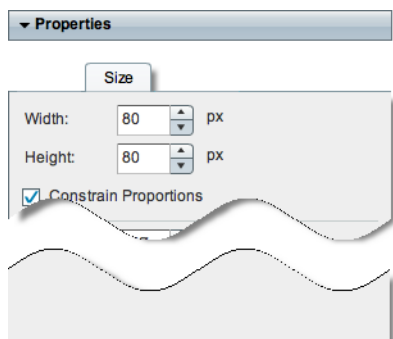 Properties
Size
Width: 80 px
Height: 80 px
Constrain Proportions